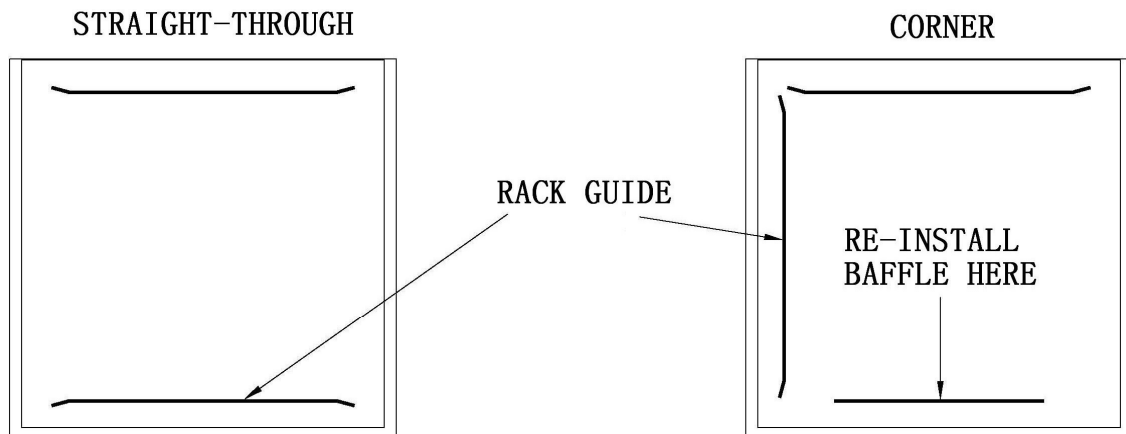 STRAIGHT-THROUGH
CORNER
RACK GUIDE
RE-INSTALL
BAFFLE HERE